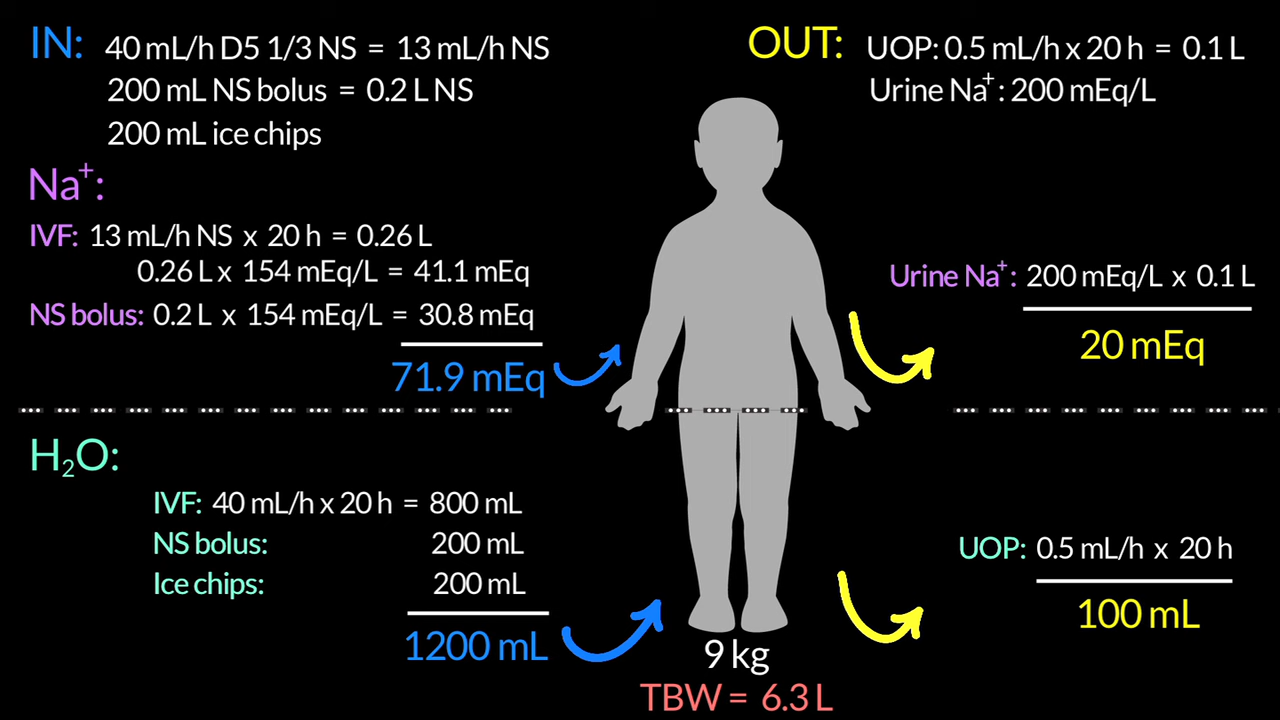 IN: 40 mL/h D5 1/3 NS = 13 mL/h NS
200 mL NS bolus = 0.2 L NS
200 mL ice chips
OUT: UOP: 0.5 mL/h x 20 h = 0.1 L
Urine Na⁺: 200 mEq/L
Na⁺:
IVF: 13 mL/h NS x 20 h = 0.26 L
0.26 L x 154 mEq/L = 41.1 mEq
NS bolus: 0.2 L x 154 mEq/L = 30.8 mEq
71.9 mEq
Urine Na⁺: 200 mEq/L x 0.1 L
20 mEq
H₂O:
IVF: 40 mL/h x 20 h = 800 mL
NS bolus: 200 mL
Ice chips: 200 mL
1200 mL
UOP: 0.5 mL/h x 20 h
100 mL
9 kg
TBW = 6.3 L